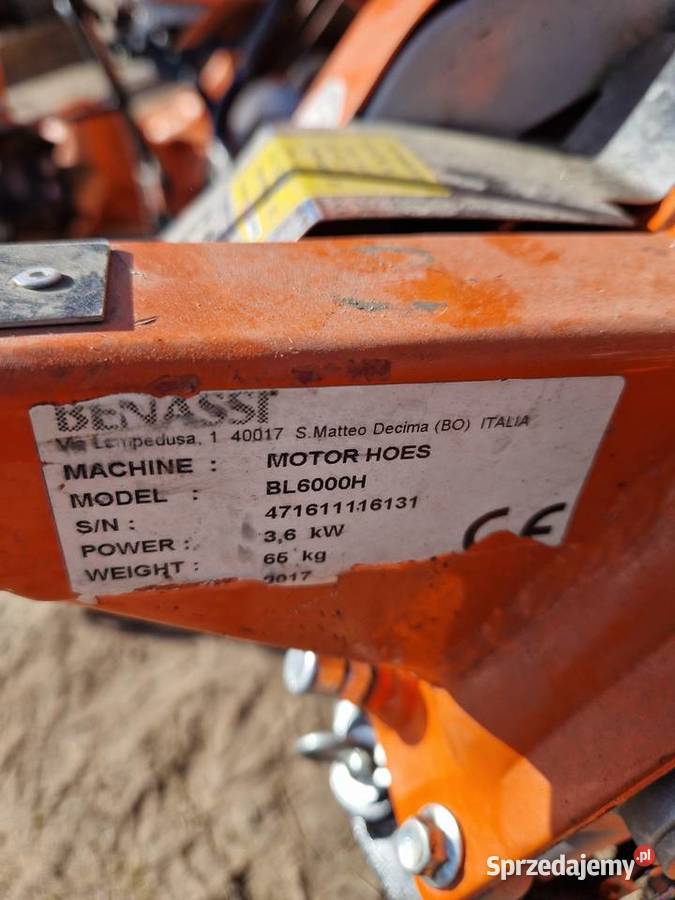 BENASSI
Via Lampedusa, 1 40017 S.Matteo Decima (BO) ITALIA
MACHINE : MOTOR HOES
MODEL : BL6000H
S/N : 471611116131
POWER : 3,6 kW
WEIGHT : 65 kg
2017
CE
Sprzedajemy.pl